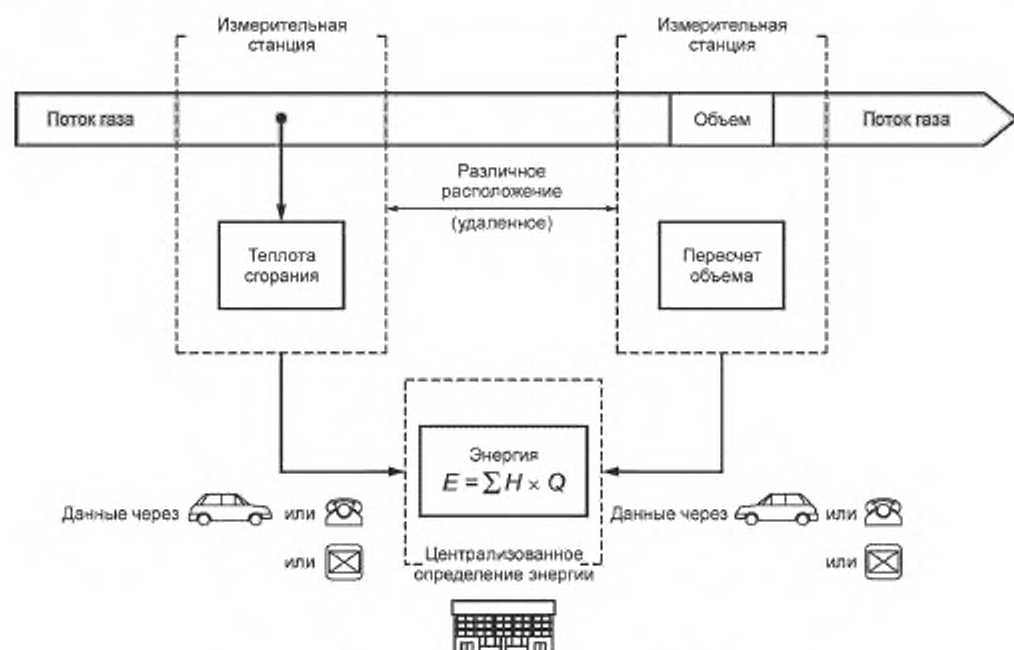 Измерительная
станция
Измерительная
станция
Поток газа
Объем
Поток газа
Различное
расположение
(удаленное)
Теплота
сгорания
Пересчет
объема
Энергия
E = ∑ H × Q
Данные через или
или
Данные через или
или
Централизованное
определение энергии